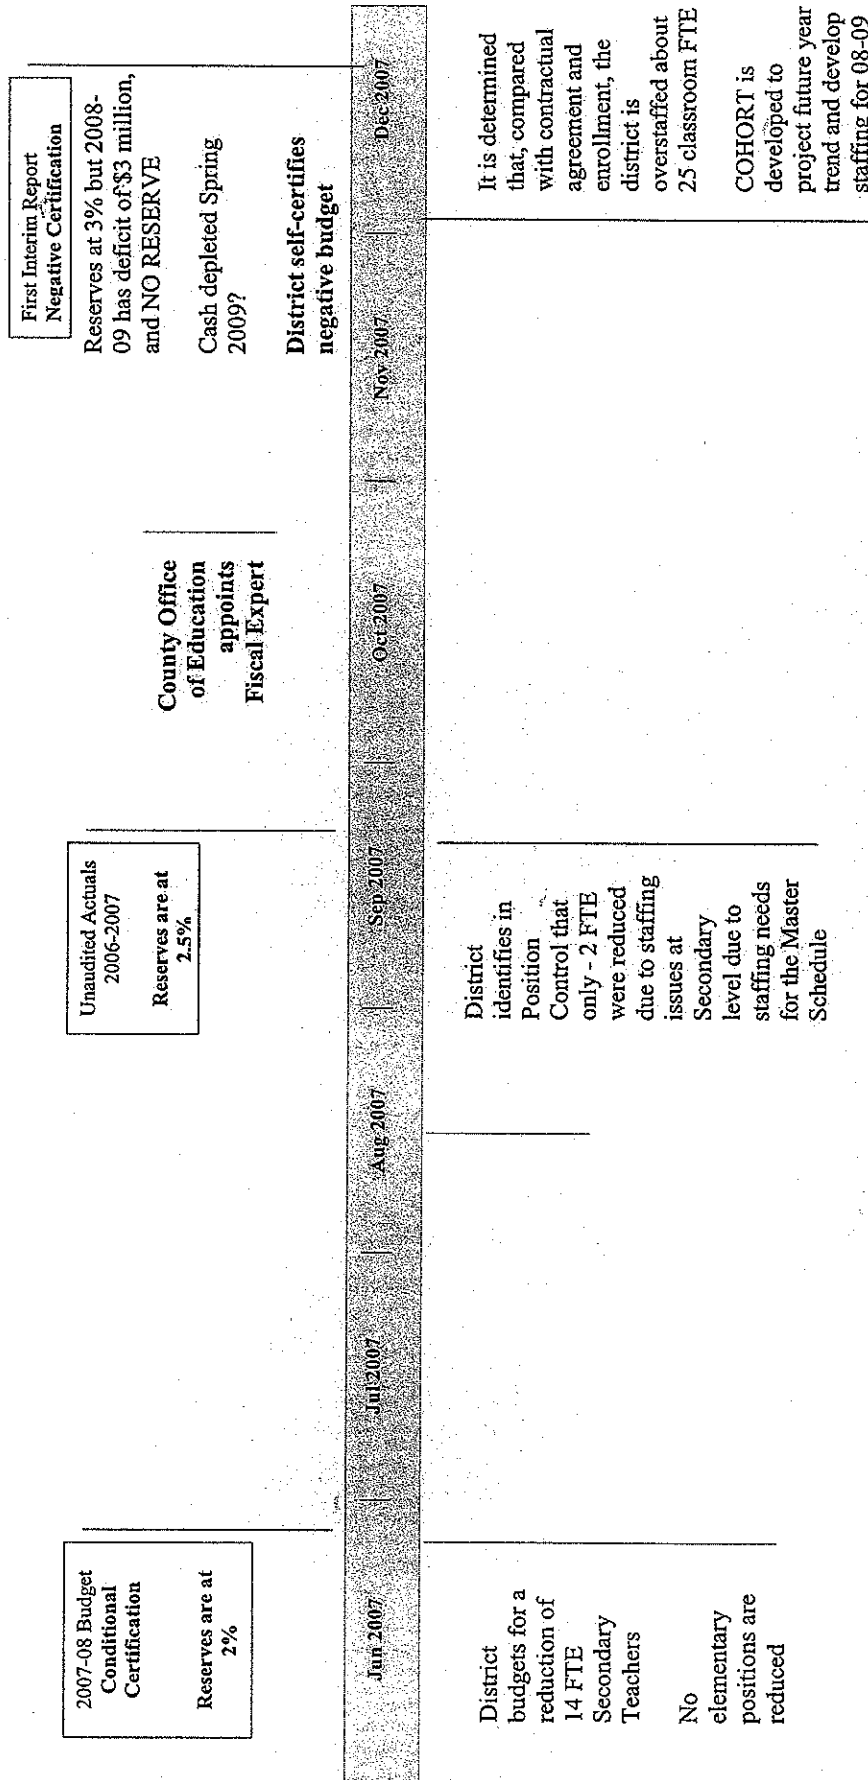 2007-08 Budget
Conditional
Certification
Reserves are at
2%
Unaudited Actuals
2006-2007
Reserves are at
2.5%
County Office
of Education
appoints
Fiscal Expert
First Interim Report
Negative Certification
Reserves at 3% but 2008-
09 has deficit of $3 million,
and NO RESERVE
Cash depleted Spring
2009?
District self-certifies
negative budget
Jun 2007
Jul 2007
Aug 2007
Sep 2007
Oct 2007
Nov 2007
Dec 2007
District
budgets for a
reduction of
14 FTE
Secondary
Teachers
No
elementary
positions are
reduced
District
identifies in
Position
Control that
only - 2 FTE
were reduced
due to staffing
issues at
Secondary
level due to
staffing needs
for the Master
Schedule
It is determined
that, compared
with contractual
agreement and
enrollment, the
district is
overstaffed about
25 classroom FTE
COHORT is
developed to
project future year
trend and develop
staffing for 08-09